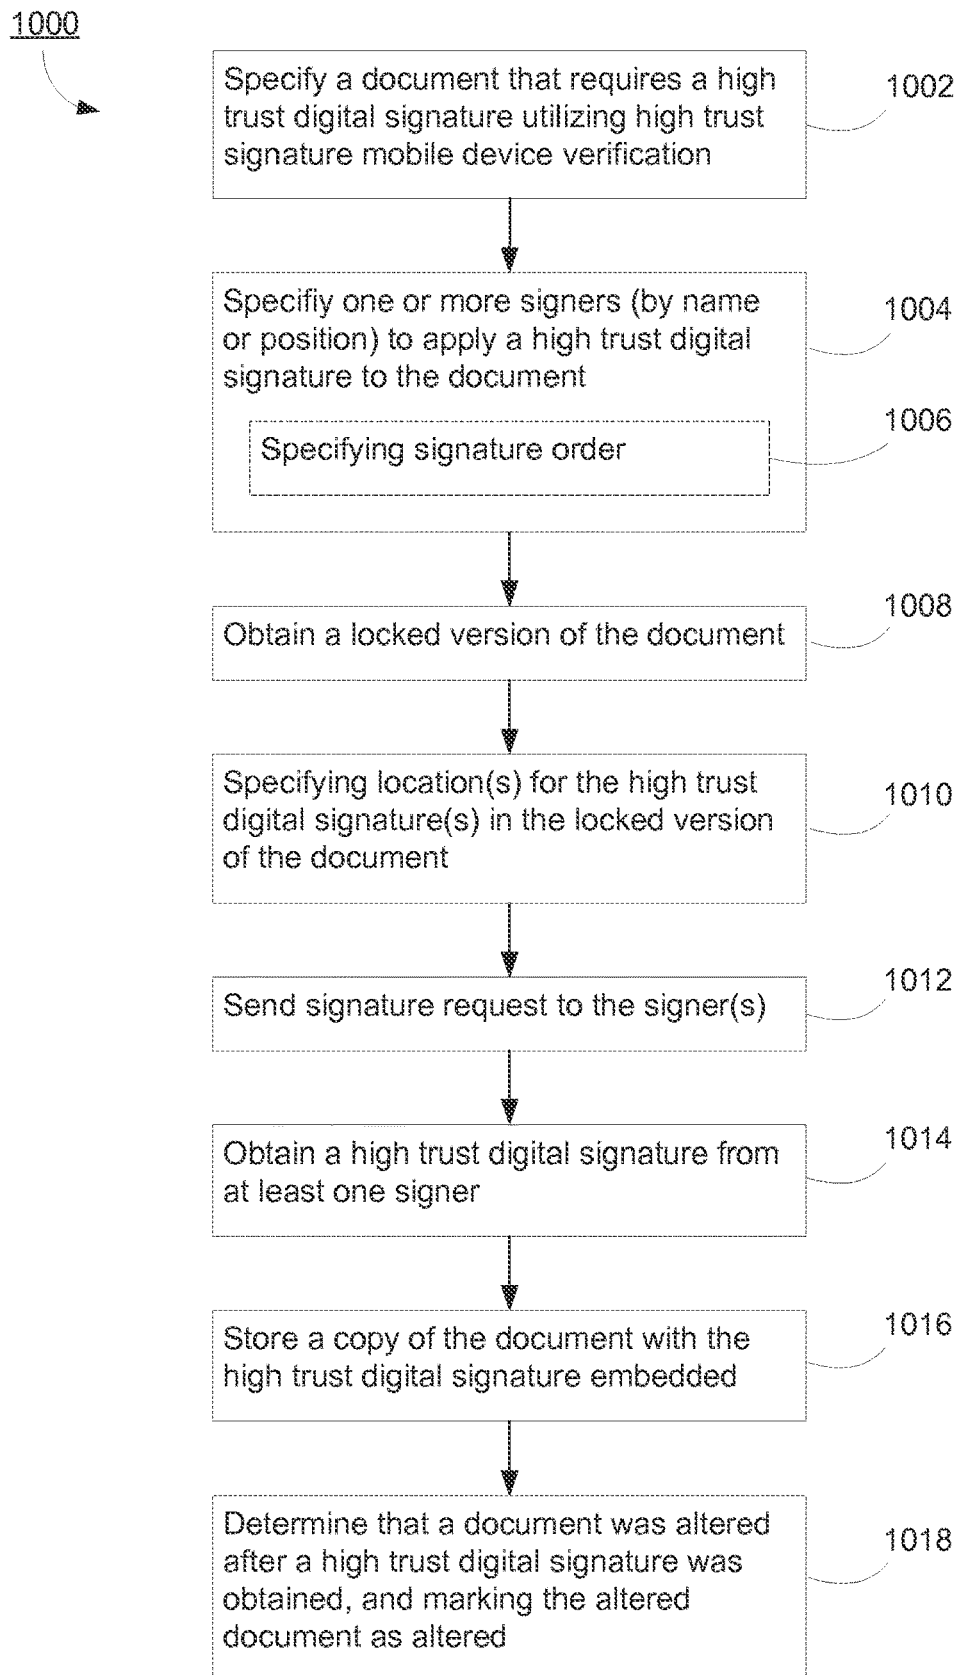 1000
Specify a document that requires a high
trust digital signature utilizing high trust
signature mobile device verification
1002
Specifiy one or more signers (by name
or position) to apply a high trust digital
signature to the document
1004
Specifying signature order
1006
Obtain a locked version of the document
1008
Specifying location(s) for the high trust
digital signature(s) in the locked version
of the document
1010
Send signature request to the signer(s)
1012
Obtain a high trust digital signature from
at least one signer
1014
Store a copy of the document with the
high trust digital signature embedded
1016
Determine that a document was altered
after a high trust digital signature was
obtained, and marking the altered
document as altered
1018